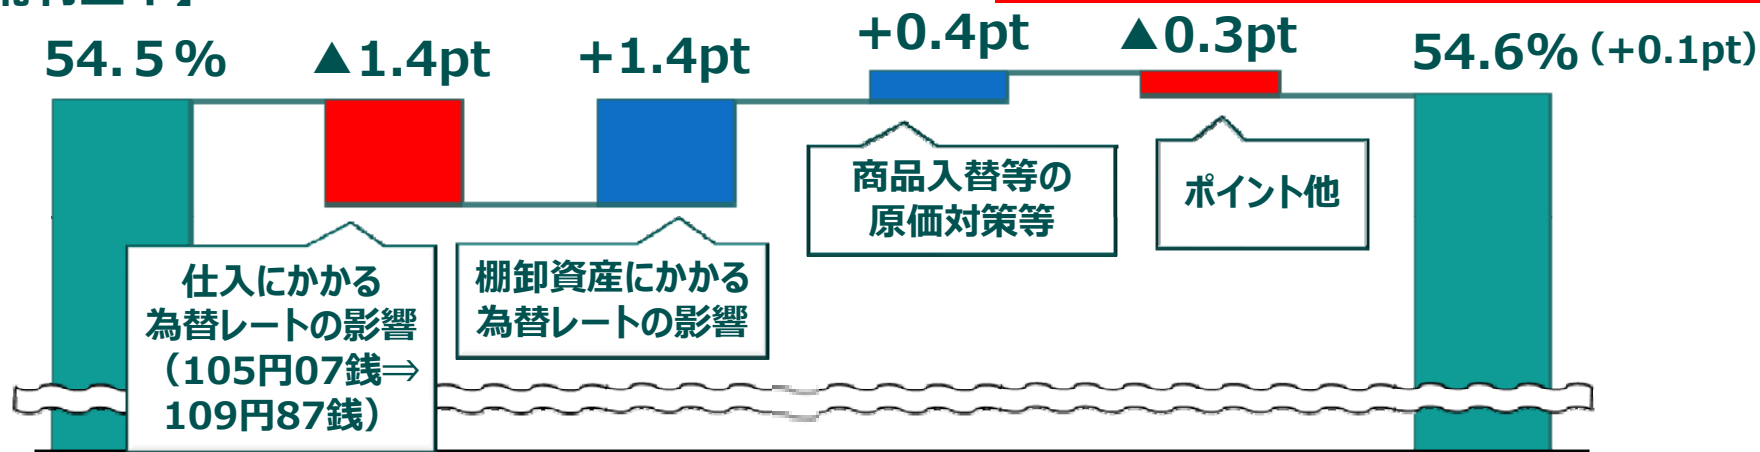 54.5%
▲1.4pt
+1.4pt
+0.4pt
▲0.3pt
54.6%(+0.1pt)
仕入にかかる
為替レートの影響
（105円07銭⇒
109円87銭）
棚卸資産にかかる
為替レートの影響
商品入替等の
原価対策等
ポイント他